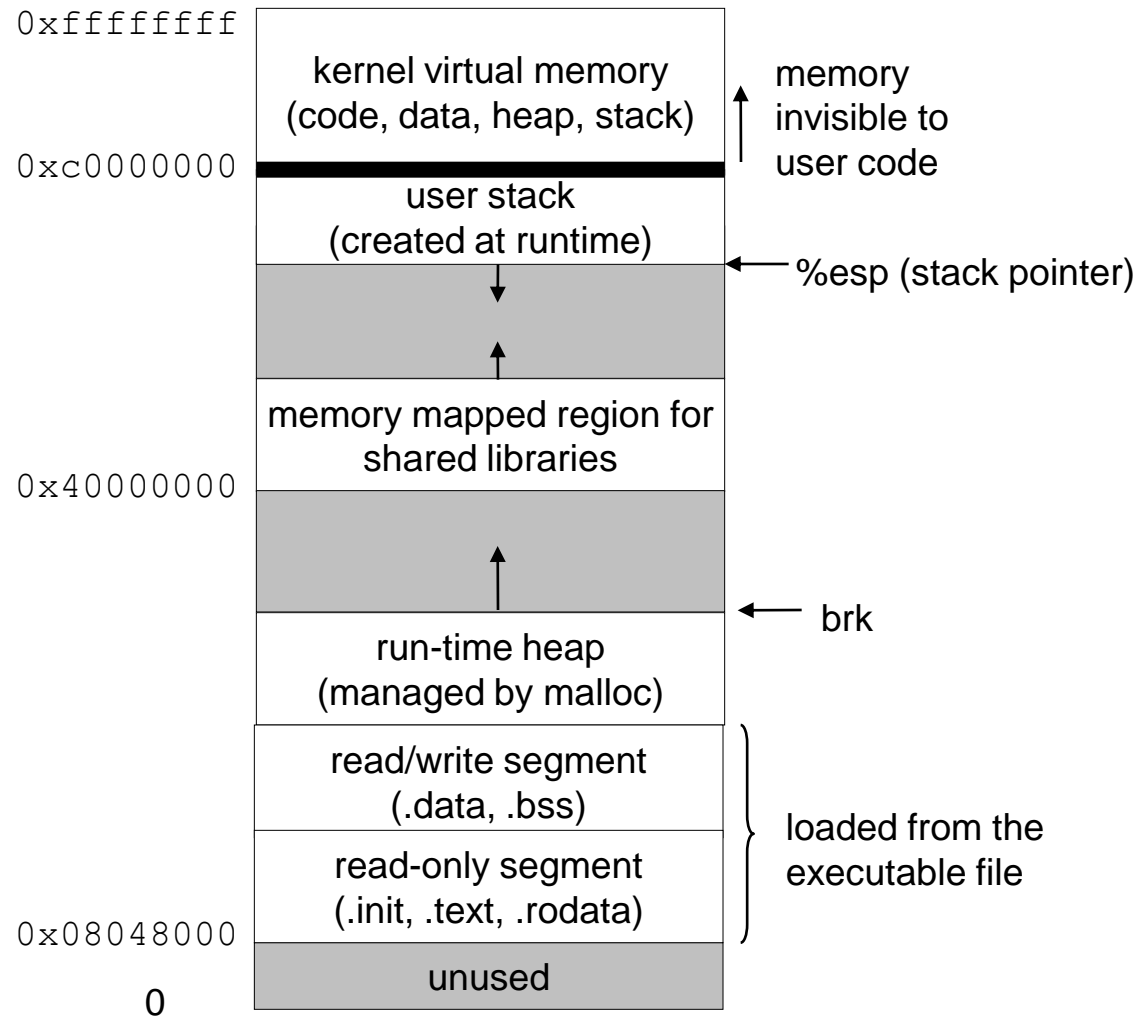 0xffffffff
kernel virtual memory
(code, data, heap, stack)
memory
invisible to
user code
0xc0000000
user stack
(created at runtime)
%esp (stack pointer)
memory mapped region for
shared libraries
0x40000000
brk
run-time heap
(managed by malloc)
read/write segment
(.data, .bss)
loaded from the
executable file
read-only segment
(.init, .text, .rodata)
0x08048000
unused
0